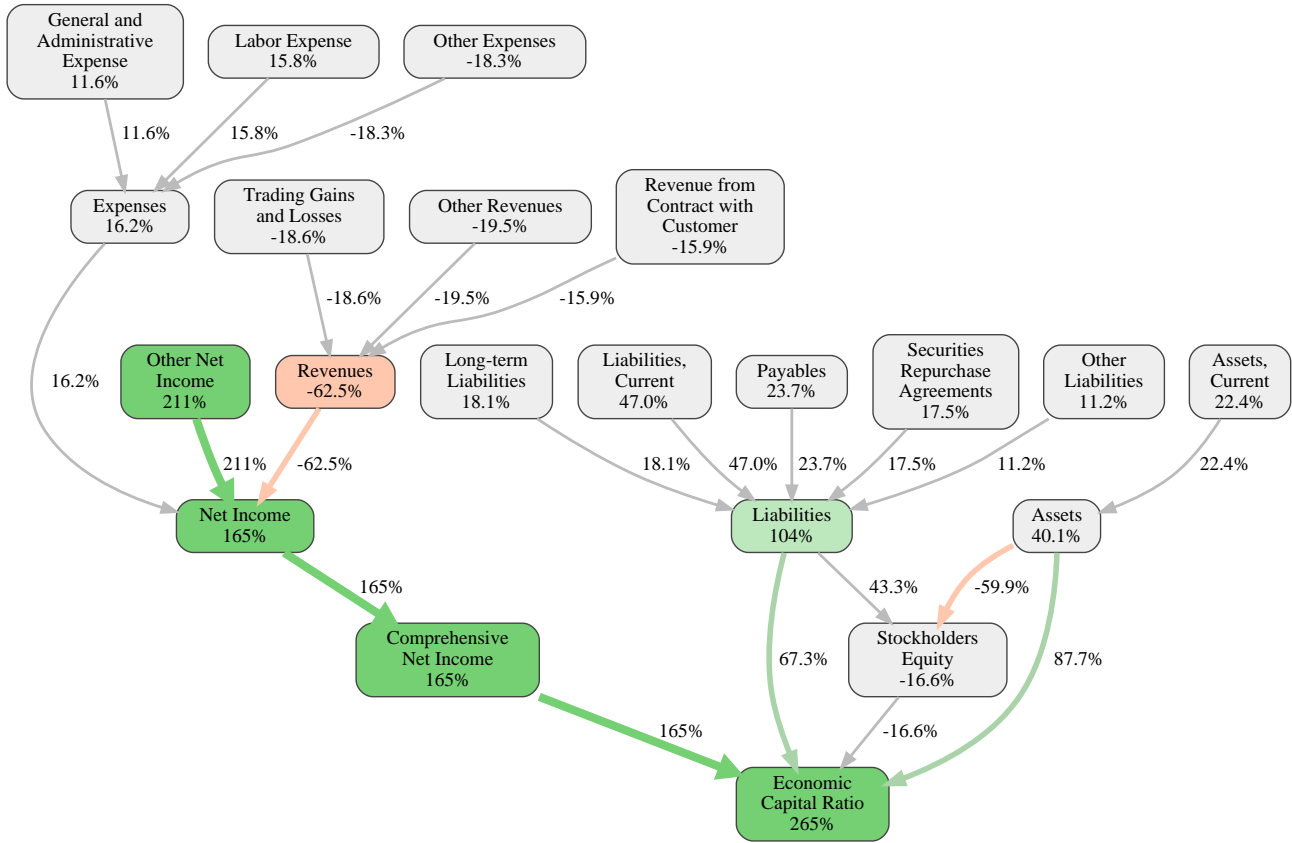 General and
Administrative
Expense
11.6%
Labor Expense
15.8%
Other Expenses
-18.3%
11.6%
15.8%
-18.3%
Expenses
16.2%
Trading Gains
and Losses
-18.6%
Other Revenues
-19.5%
Revenue from
Contract with
Customer
-15.9%
-18.6%
-19.5%
-15.9%
16.2%
Other Net
Income
211%
Revenues
-62.5%
Long-term
Liabilities
18.1%
Liabilities,
Current
47.0%
Payables
23.7%
Securities
Repurchase
Agreements
17.5%
Other
Liabilities
11.2%
Assets,
Current
22.4%
211%
-62.5%
18.1%
47.0%
23.7%
17.5%
11.2%
22.4%
Net Income
165%
Liabilities
104%
Assets
40.1%
165%
43.3%
-59.9%
Comprehensive
Net Income
165%
67.3%
Stockholders
Equity
-16.6%
87.7%
165%
-16.6%
Economic
Capital Ratio
265%